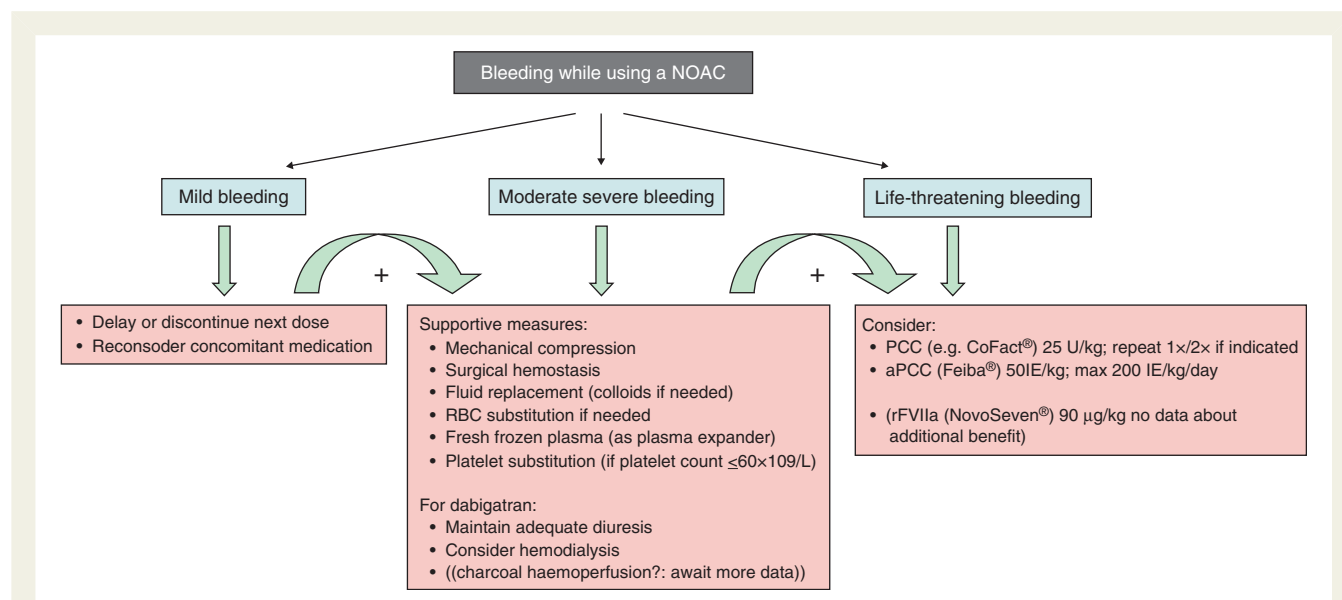 Bleeding while using a NOAC
Mild bleeding
Moderate severe bleeding
Life-threatening bleeding
+
+
• Delay or discontinue next dose
• Reconsoder concomitant medication
Supportive measures:
• Mechanical compression
• Surgical hemostasis
• Fluid replacement (colloids if needed)
• RBC substitution if needed
• Fresh frozen plasma (as plasma expander)
• Platelet substitution (if platelet count ≤60×109/L)
For dabigatran:
• Maintain adequate diuresis
• Consider hemodialysis
• ((charcoal haemoperfusion?: await more data))
Consider:
• PCC (e.g. CoFact®) 25 U/kg; repeat 1×/2× if indicated
• aPCC (Feiba®) 50IE/kg; max 200 IE/kg/day
• (rFVIIa (NovoSeven®) 90 μg/kg no data about
additional benefit)